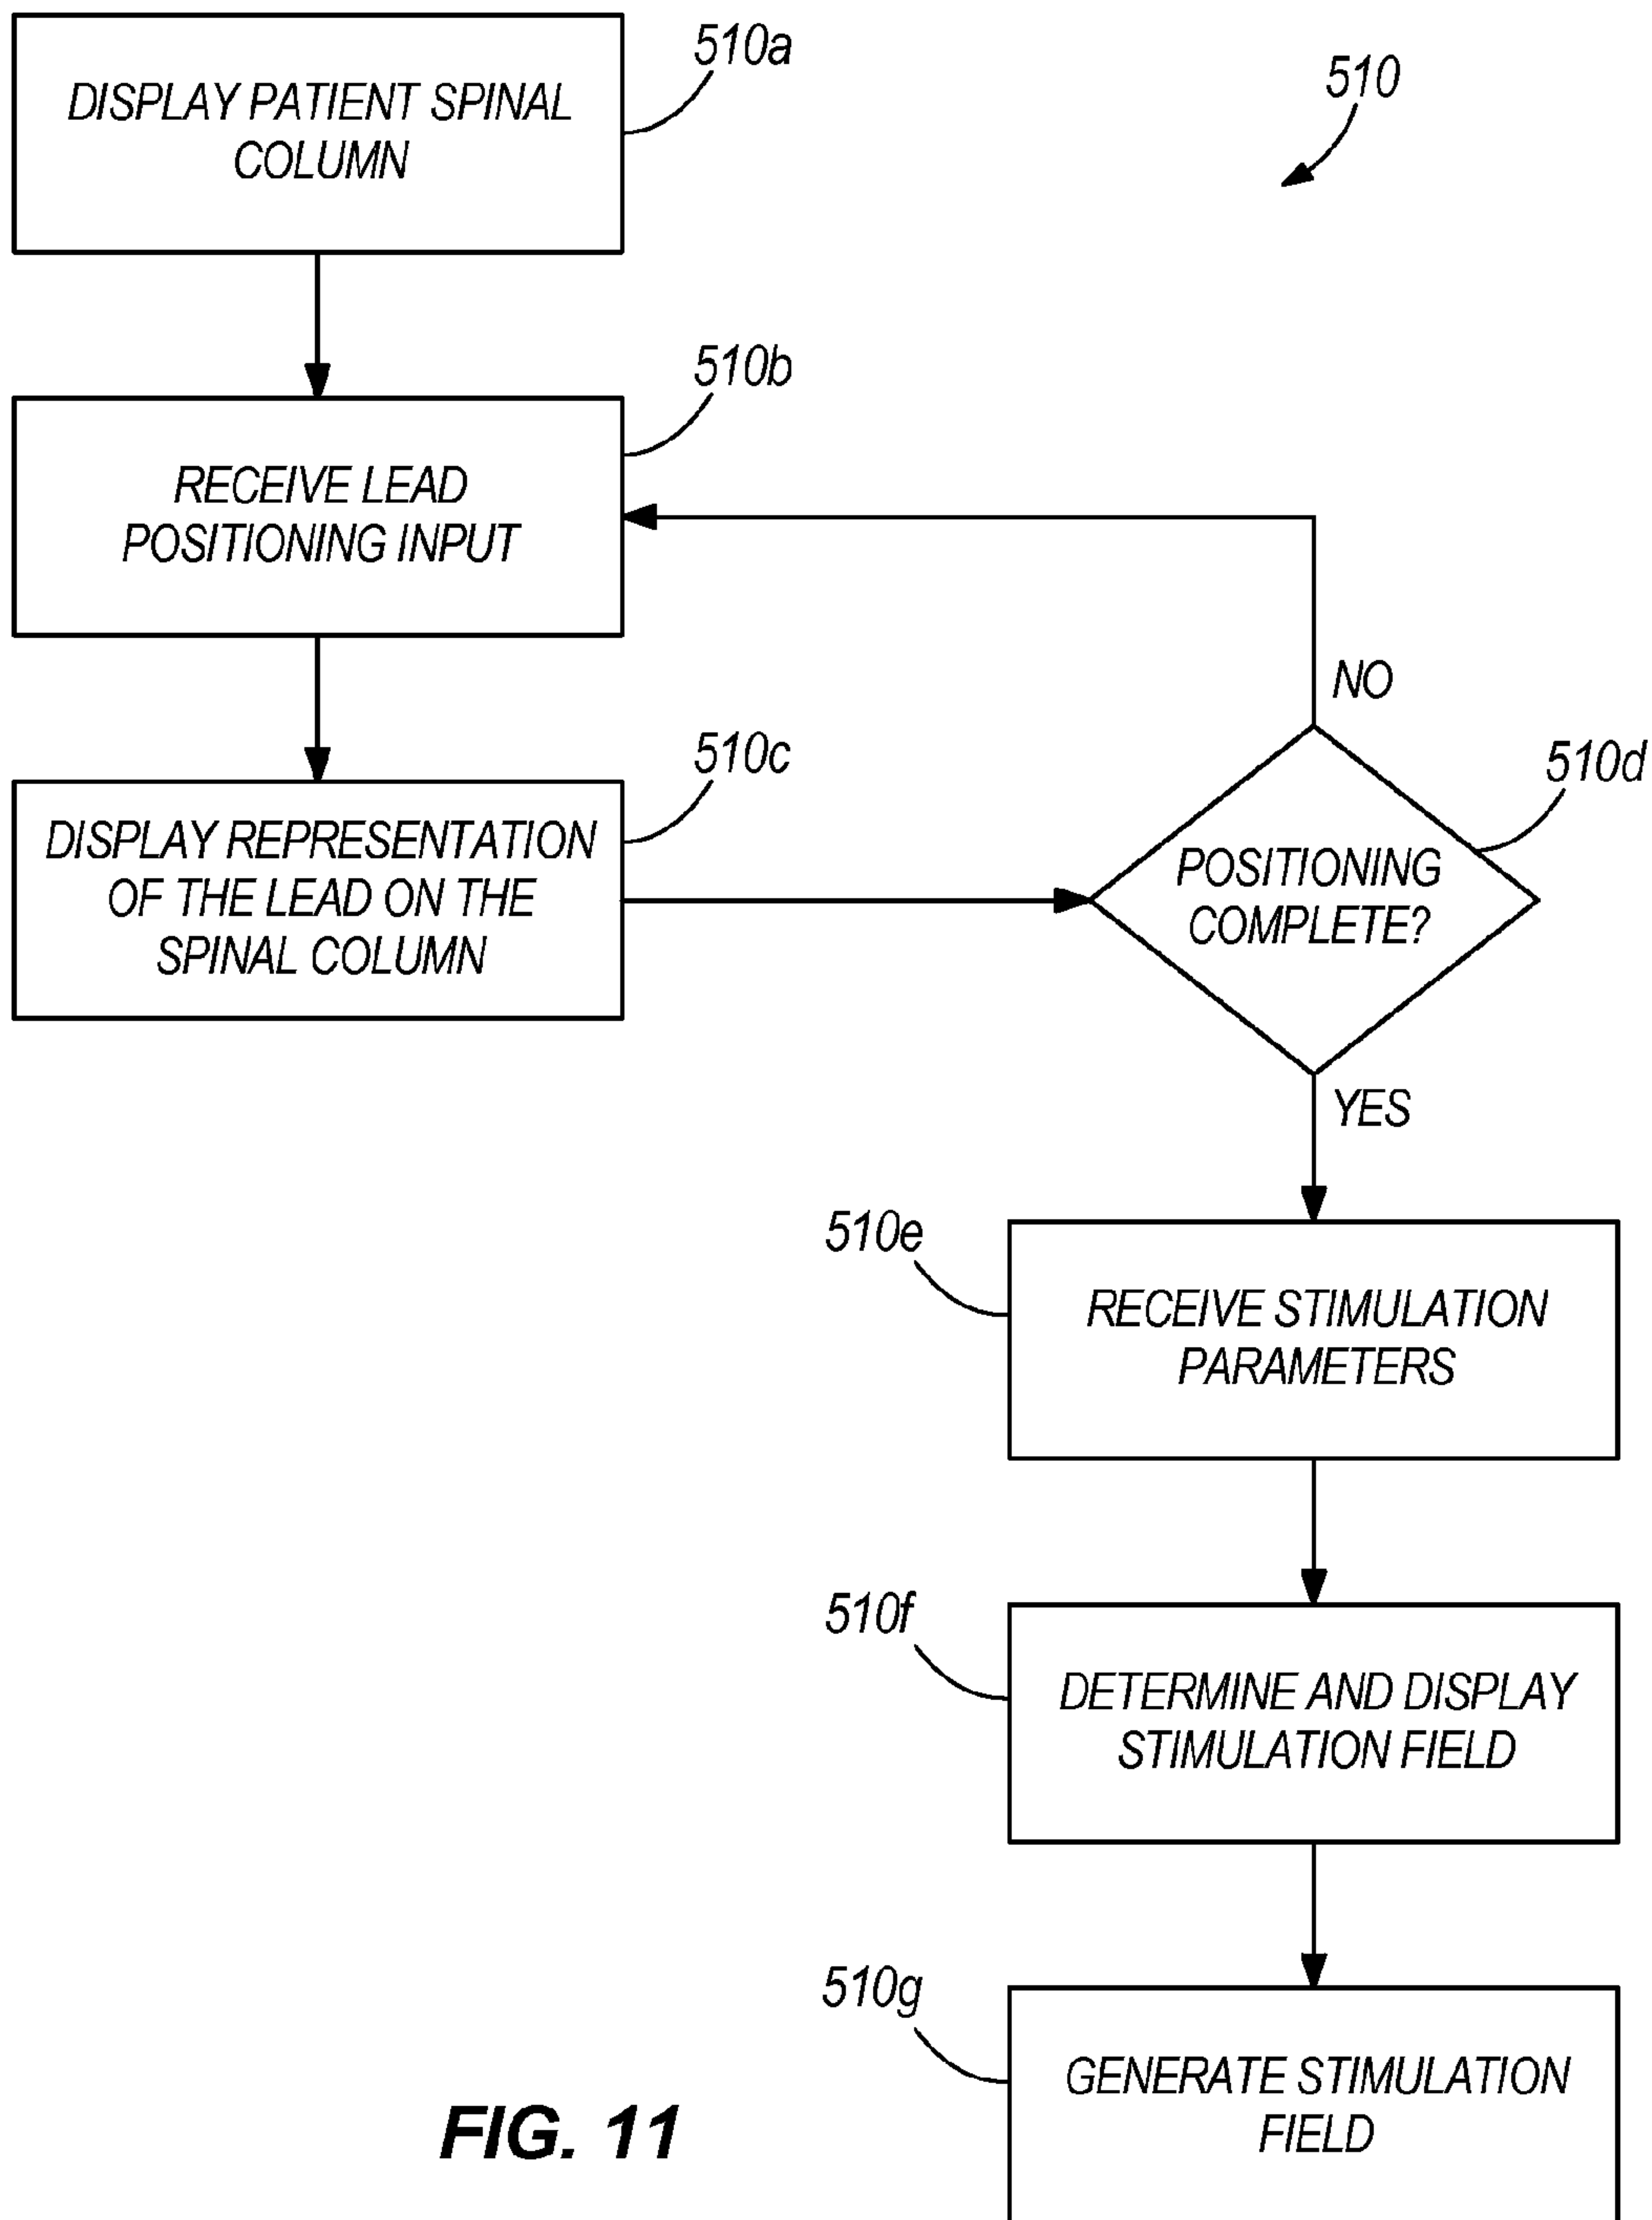 510a
DISPLAY PATIENT SPINAL
COLUMN
510
510b
RECEIVE LEAD
POSITIONING INPUT
NO
510c
DISPLAY REPRESENTATION
OF THE LEAD ON THE
SPINAL COLUMN
510d
POSITIONING
COMPLETE?
YES
510e
RECEIVE STIMULATION
PARAMETERS
510f
DETERMINE AND DISPLAY
STIMULATION FIELD
510g
GENERATE STIMULATION
FIELD
FIG. 11